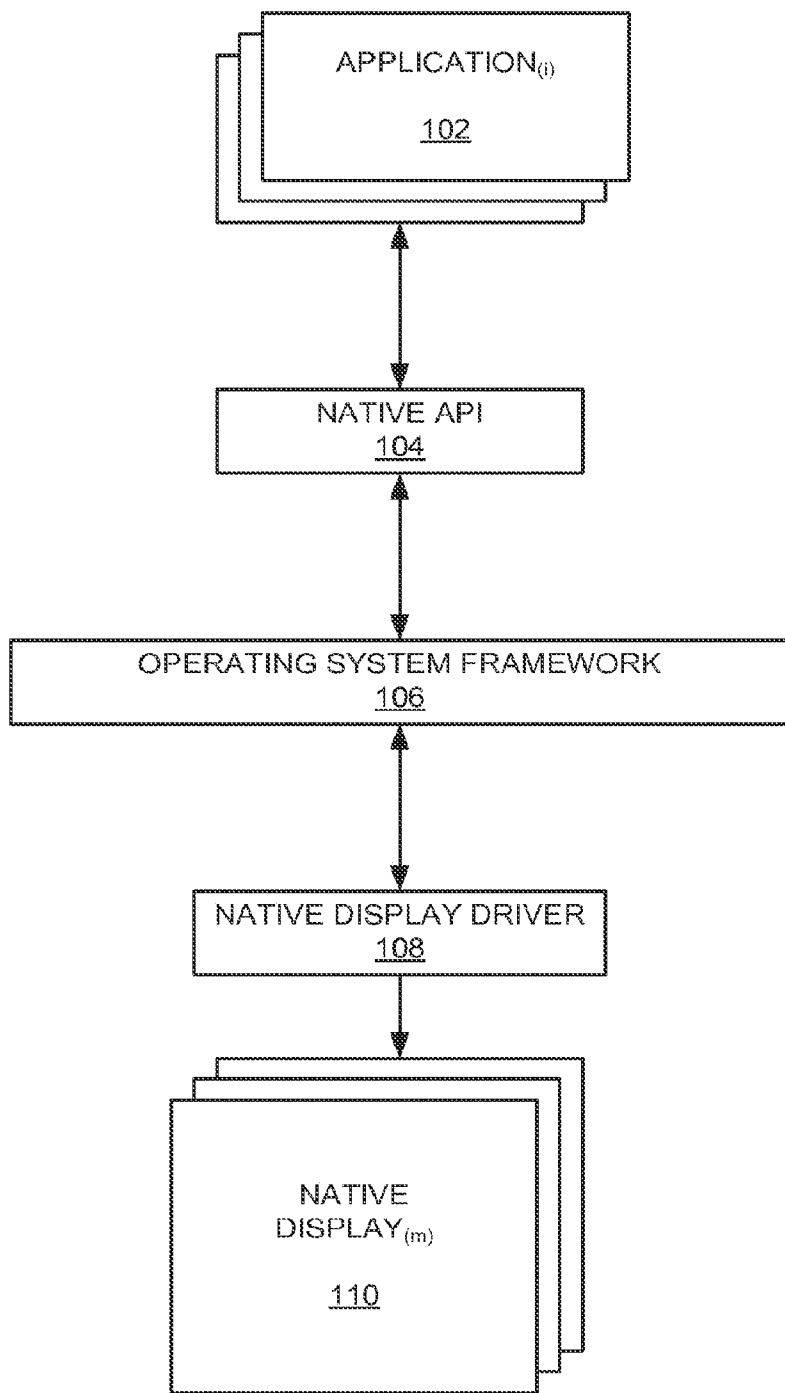 APPLICATION(i)
102
NATIVE API
104
OPERATING SYSTEM FRAMEWORK
106
NATIVE DISPLAY DRIVER
108
NATIVE
DISPLAY(m)
110